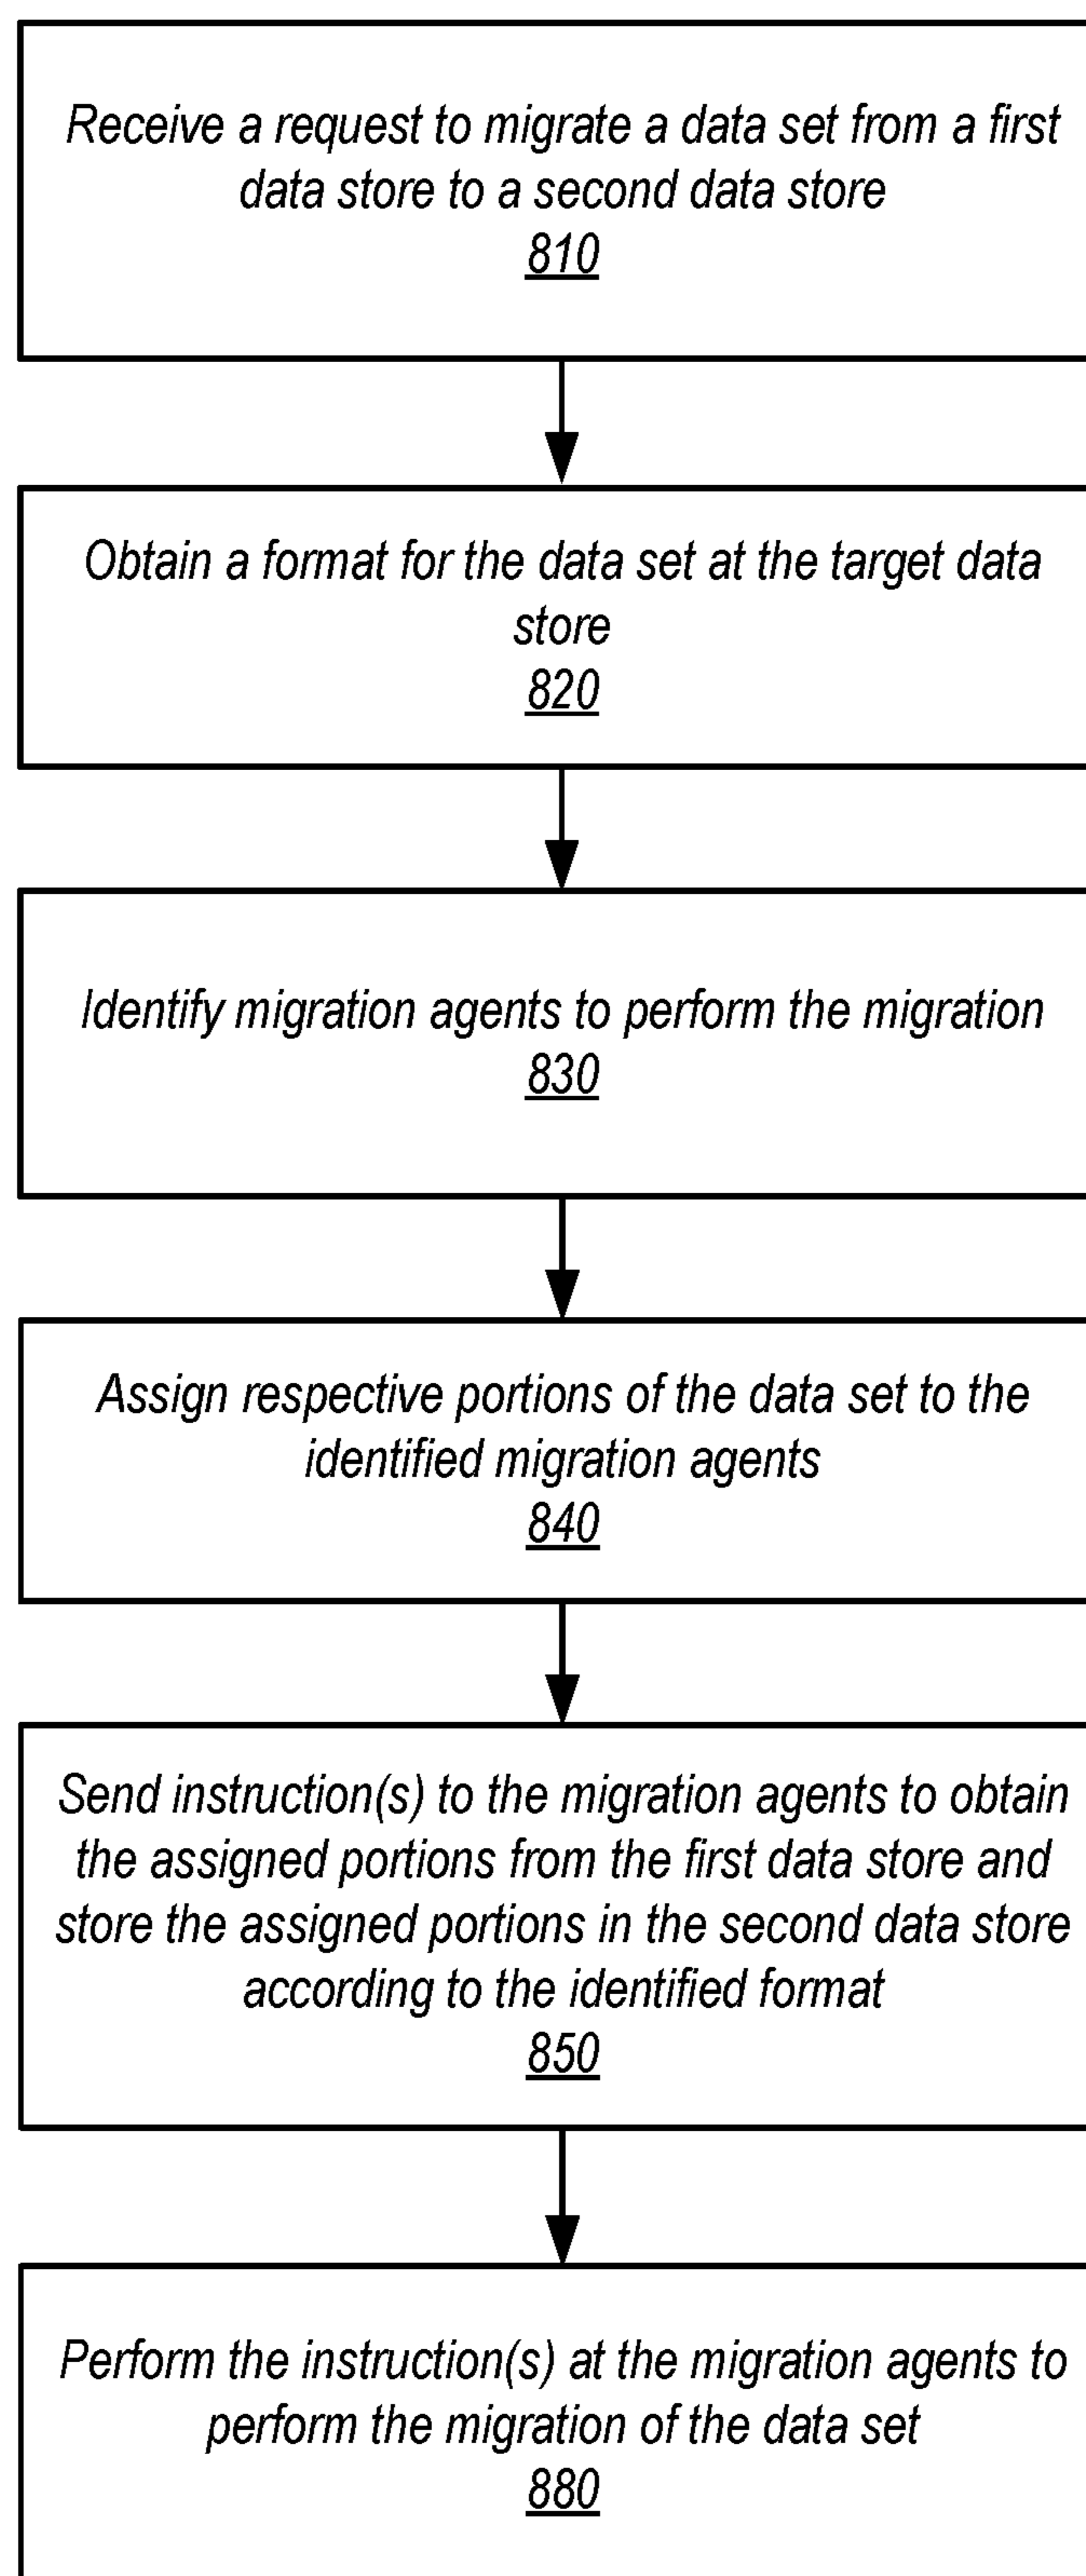 Receive a request to migrate a data set from a first
data store to a second data store
810
Obtain a format for the data set at the target data
store
820
Identify migration agents to perform the migration
830
Assign respective portions of the data set to the
identified migration agents
840
Send instruction(s) to the migration agents to obtain
the assigned portions from the first data store and
store the assigned portions in the second data store
according to the identified format
850
Perform the instruction(s) at the migration agents to
perform the migration of the data set
880